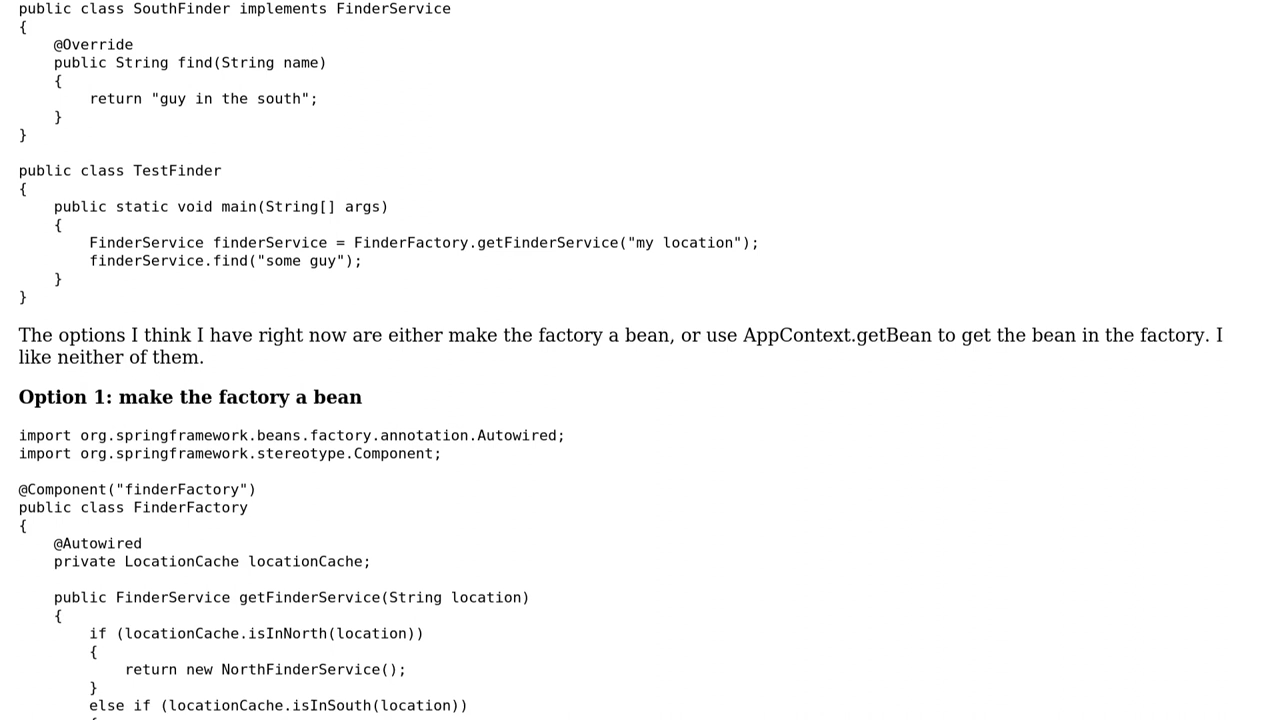 public class SouthFinder implements FinderService
{
    @Override
    public String find(String name)
    {
        return "guy in the south";
    }
}

public class TestFinder
{
    public static void main(String[] args)
    {
        FinderService finderService = FinderFactory.getFinderService("my location");
        finderService.find("some guy");
    }
}
The options I think I have right now are either make the factory a bean, or use AppContext.getBean to get the bean in the factory. I
like neither of them.
Option 1: make the factory a bean
import org.springframework.beans.factory.annotation.Autowired;
import org.springframework.stereotype.Component;

@Component("finderFactory")
public class FinderFactory
{
    @Autowired
    private LocationCache locationCache;

    public FinderService getFinderService(String location)
    {
        if (locationCache.isInNorth(location))
        {
            return new NorthFinderService();
        }
        else if (locationCache.isInSouth(location))
        {